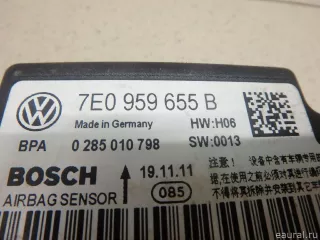 7E0 959 655 B
Made in Germany
HW:H06
BPA
0 285 010 798
SW:0013
BOSCH
19.11.11
AIRBAG SENSOR
085
注意:
eaural.ru